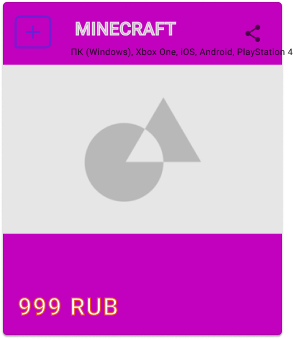 MINECRAFT
ПК (Windows), Xbox One, iOS, Android, PlayStation 4
999 RUB